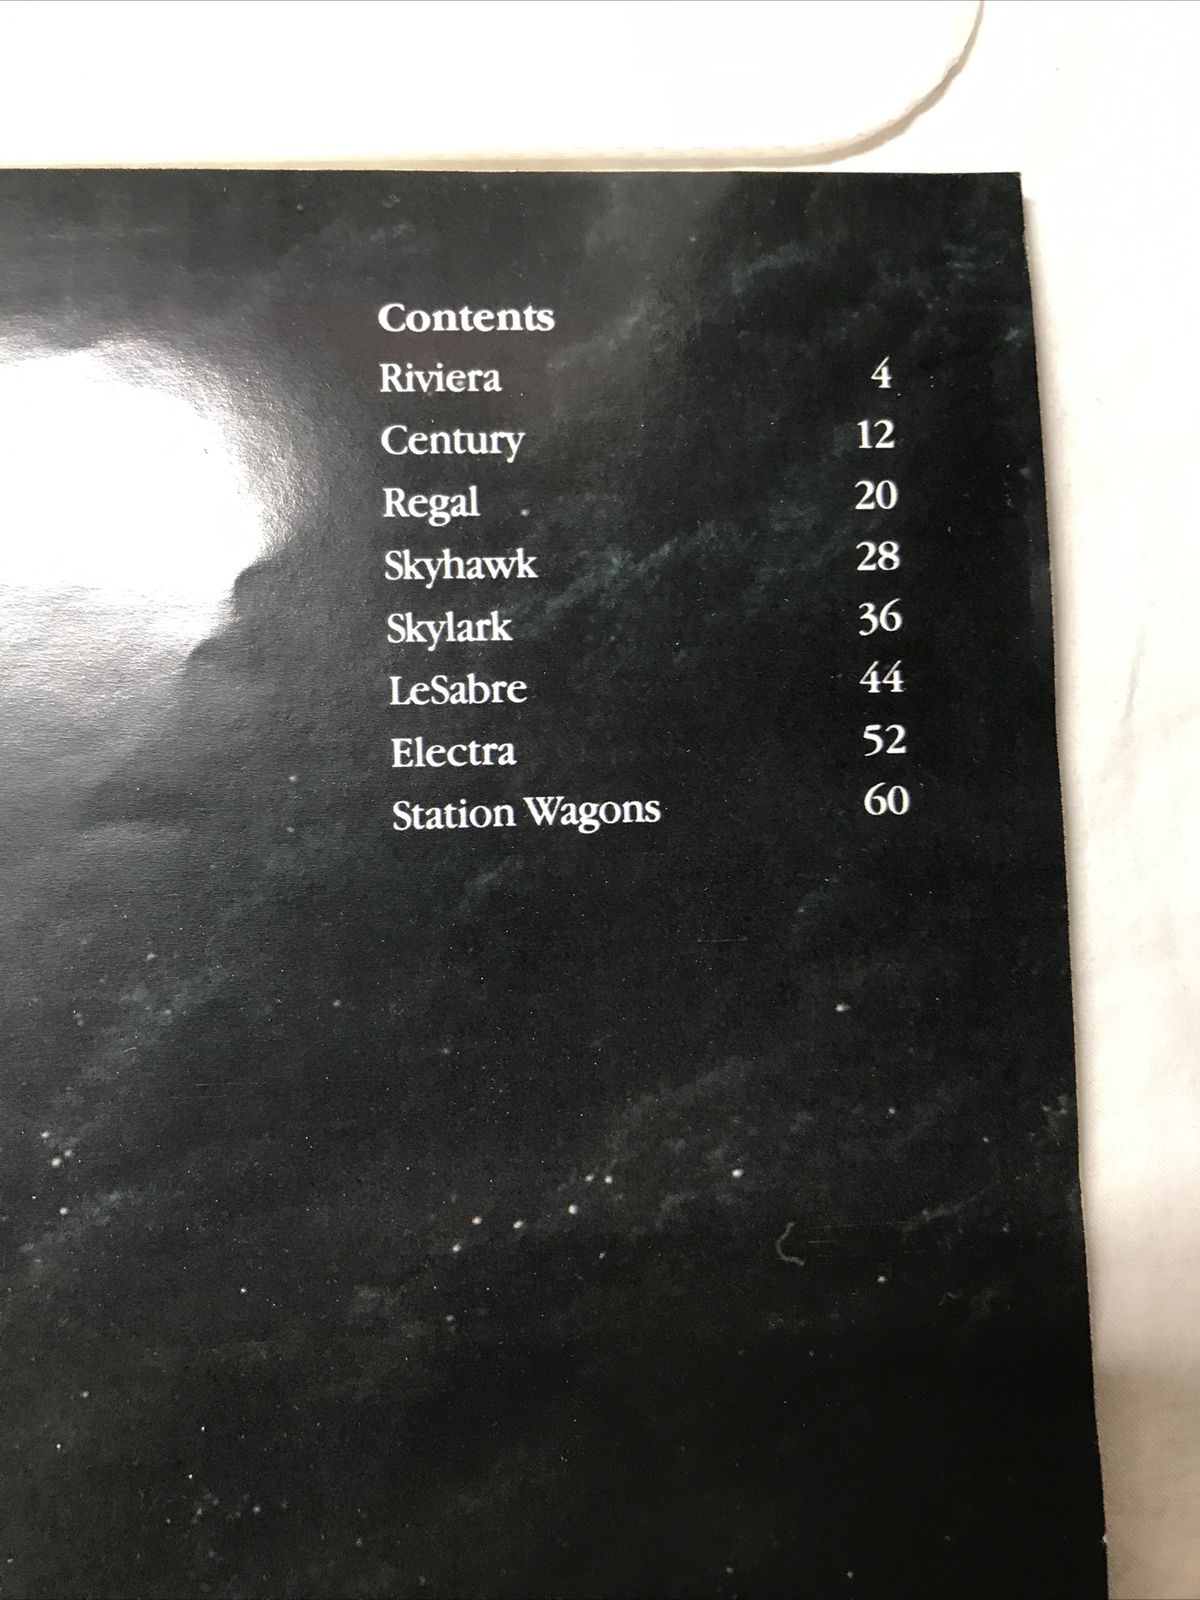 Contents
Riviera 4
Century 12
Regal 20
Skyhawk 28
Skylark 36
LeSabre 44
Electra 52
Station Wagons 60